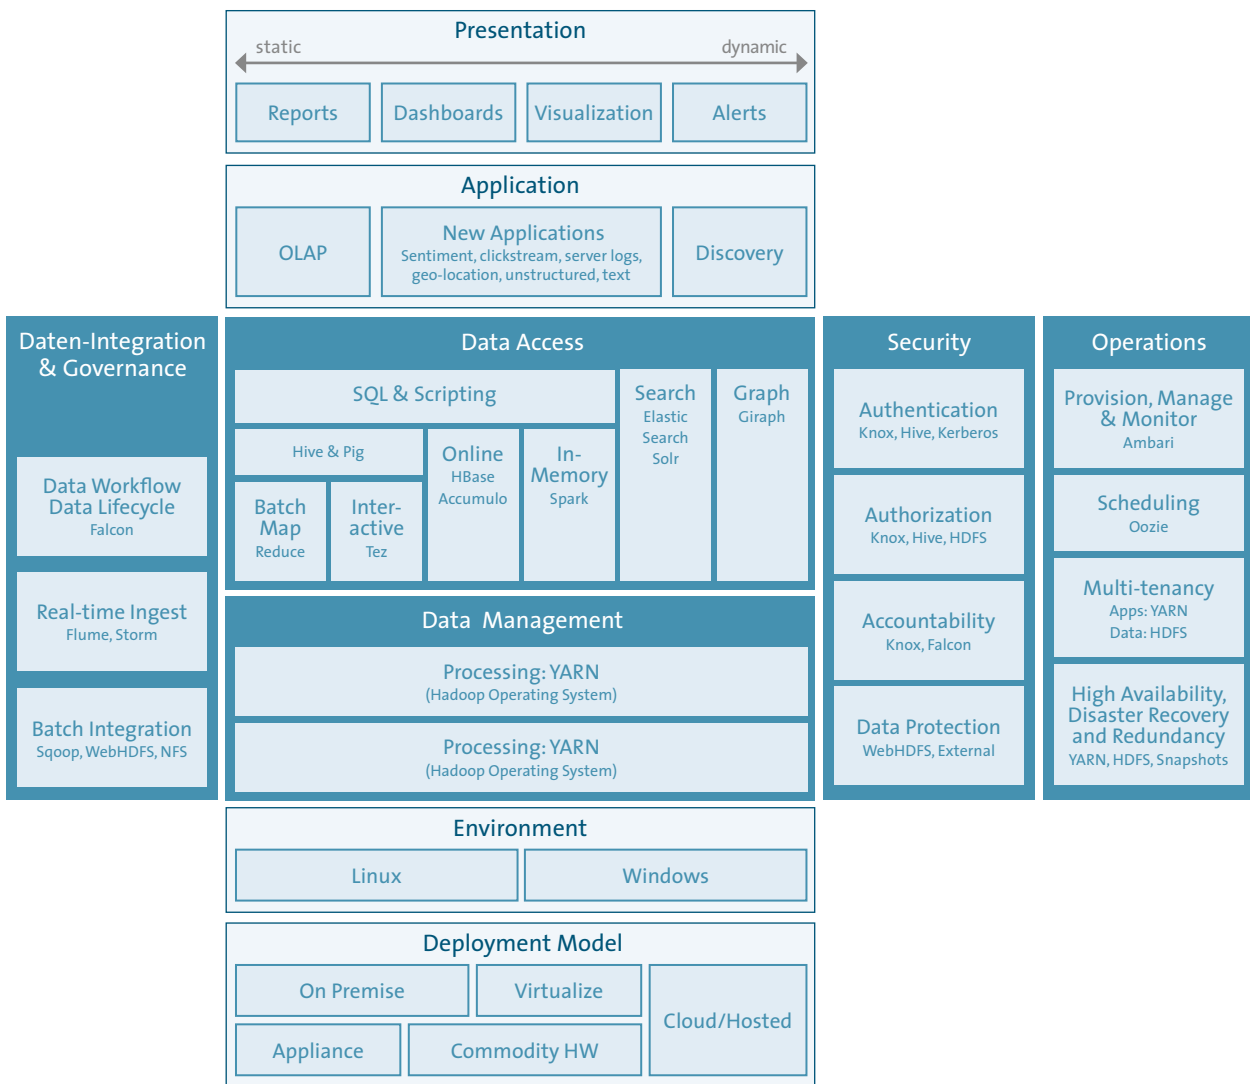 Presentation
static
dynamic
Reports
Dashboards
Visualization
Alerts
Application
OLAP
New Applications
Sentiment, clickstream, server logs,
geo-location, unstructured, text
Discovery
Daten-Integration
& Governance
Data Workflow
Data Lifecycle
Falcon
Real-time Ingest
Flume, Storm
Batch Integration
Sqoop, WebHDFS, NFS
Data Access
SQL & Scripting
Hive & Pig
Batch
Map
Reduce
Inter-
active
Tez
Online
HBase
Accumulo
In-
Memory
Spark
Search
Elastic
Search
Solr
Graph
Giraph
Data Management
Processing: YARN
(Hadoop Operating System)
Processing: YARN
(Hadoop Operating System)
Security
Authentication
Knox, Hive, Kerberos
Authorization
Knox, Hive, HDFS
Accountability
Knox, Falcon
Data Protection
WebHDFS, External
Operations
Provision, Manage
& Monitor
Ambari
Scheduling
Oozie
Multi-tenancy
Apps: YARN
Data: HDFS
High Availability,
Disaster Recovery
and Redundancy
YARN, HDFS, Snapshots
Environment
Linux
Windows
Deployment Model
On Premise
Virtualize
Cloud/Hosted
Appliance
Commodity HW